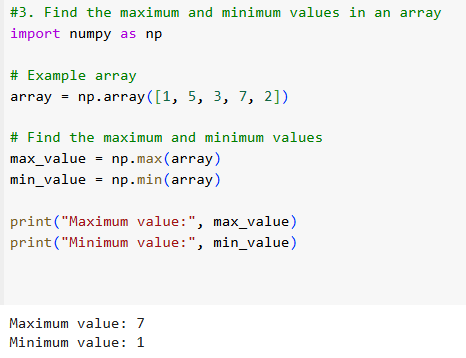 #3. Find the maximum and minimum values in an array
import numpy as np
# Example array
array = np.array([1, 5, 3, 7, 2])
# Find the maximum and minimum values
max_value = np.max(array)
min_value = np.min(array)
print("Maximum value:", max_value)
print("Minimum value:", min_value)
Maximum value: 7
Minimum value: 1